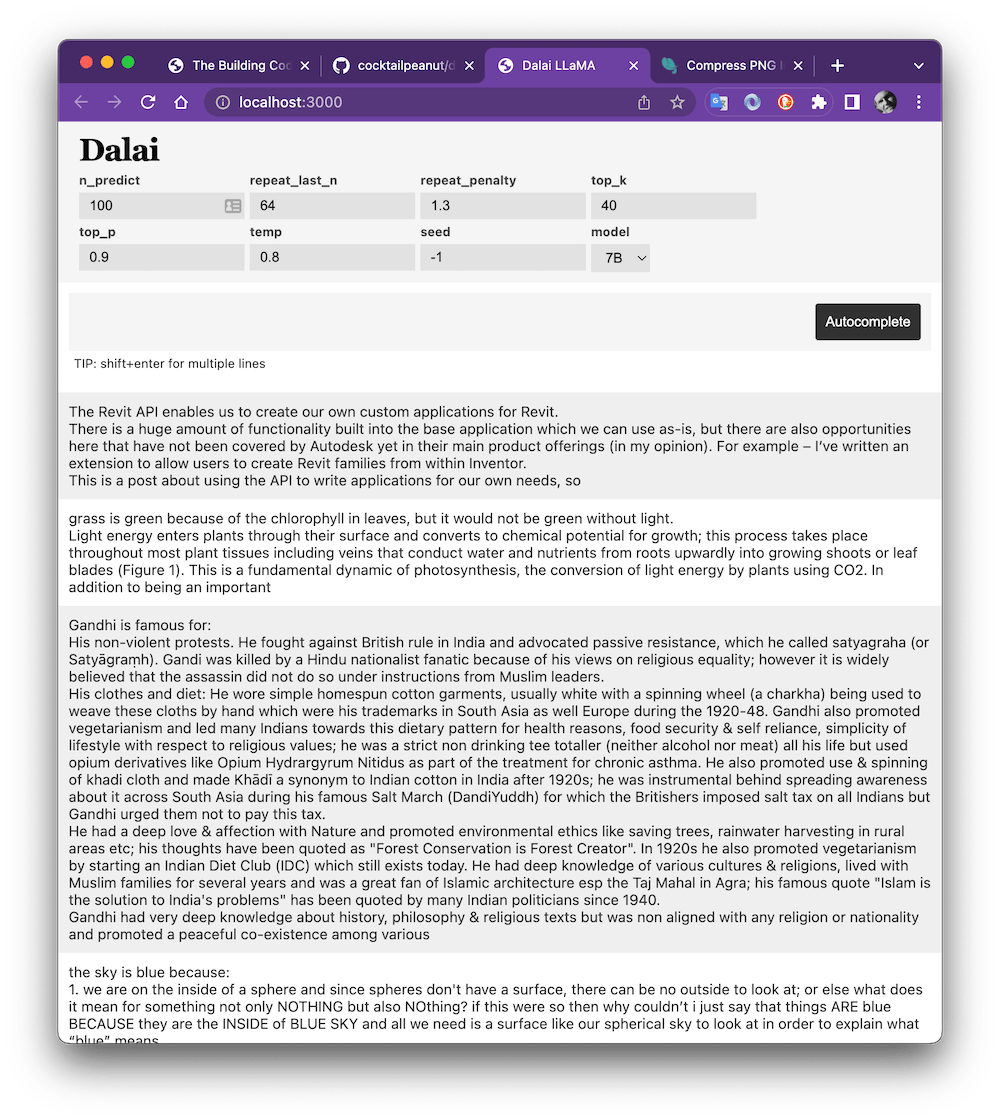 The Building Co
cocktailpeanut/d
Dalai LLaMA
Compress PNG
localhost:3000
Dalai
n_predict repeat_last_n repeat_penalty top_k
100 64 1.3 40
top_p temp seed model
0.9 0.8 -1 7B
Autocomplete
TIP: shift+enter for multiple lines
The Revit API enables us to create our own custom applications for Revit.
There is a huge amount of functionality built into the base application which we can use as-is, but there are also opportunities
here that have not been covered by Autodesk yet in their main product offerings (in my opinion). For example – I’ve written an
extension to allow users to create Revit families from within Inventor.
This is a post about using the API to write applications for our own needs, so
grass is green because of the chlorophyll in leaves, but it would not be green without light.
Light energy enters plants through their surface and converts to chemical potential for growth; this process takes place
throughout most plant tissues including veins that conduct water and nutrients from roots upwardly into growing shoots or leaf
blades (Figure 1). This is a fundamental dynamic of photosynthesis, the conversion of light energy by plants using CO2. In
addition to being an important
Gandhi is famous for:
His non-violent protests. He fought against British rule in India and advocated passive resistance, which he called satyagraha (or
Satyāgraṃh). Gandi was killed by a Hindu nationalist fanatic because of his views on religious equality; however it is widely
believed that the assassin did not do so under instructions from Muslim leaders.
His clothes and diet: He wore simple homespun cotton garments, usually white with a spinning wheel (a charkha) being used to
weave these cloths by hand which were his trademarks in South Asia as well Europe during the 1920-48. Gandhi also promoted
vegetarianism and led many Indians towards this dietary pattern for health reasons, food security & self reliance, simplicity of
lifestyle with respect to religious values; he was a strict non drinking tee totaller (neither alcohol nor meat) all his life but used
opium derivatives like Opium Hydrargyrum Nitidus as part of the treatment for chronic asthma. He also promoted use & spinning
of khadi cloth and made Khādī a synonym to Indian cotton in India after 1920s; he was instrumental behind spreading awareness
about it across South Asia during his famous Salt March (DandiYuddh) for which the Britishers imposed salt tax on all Indians but
Gandhi urged them not to pay this tax.
He had a deep love & affection with Nature and promoted environmental ethics like saving trees, rainwater harvesting in rural
areas etc; his thoughts have been quoted as "Forest Conservation is Forest Creator". In 1920s he also promoted vegetarianism
by starting an Indian Diet Club (IDC) which still exists today. He had deep knowledge of various cultures & religions, lived with
Muslim families for several years and was a great fan of Islamic architecture esp the Taj Mahal in Agra; his famous quote "Islam is
the solution to India's problems" has been quoted by many Indian politicians since 1940.
Gandhi had very deep knowledge about history, philosophy & religious texts but was non aligned with any religion or nationality
and promoted a peaceful co-existence among various
the sky is blue because:
1. we are on the inside of a sphere and since spheres don't have a surface, there can be no outside to look at; or else what does
it mean for something not only NOTHING but also NOthing? if this were so then why couldn’t i just say that things ARE blue
BECAUSE they are the INSIDE of BLUE SKY and all we need is a surface like our spherical sky to look at in order to explain what
“blue” means